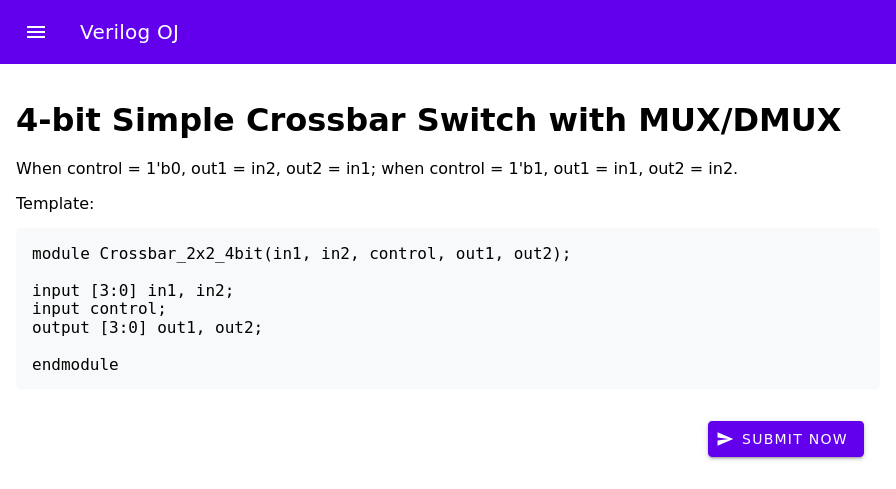 Verilog OJ
4-bit Simple Crossbar Switch with MUX/DMUX
When control = 1'b0, out1 = in2, out2 = in1; when control = 1'b1, out1 = in1, out2 = in2.
Template:
module Crossbar_2x2_4bit(in1, in2, control, out1, out2);
input [3:0] in1, in2;
input control;
output [3:0] out1, out2;
endmodule
SUBMIT NOW